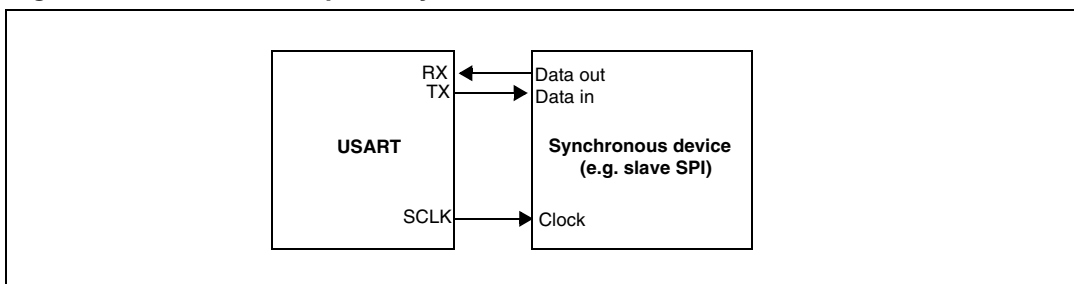 RX
Data out
TX
Data in
USART
Synchronous device
(e.g. slave SPI)
SCLK
Clock